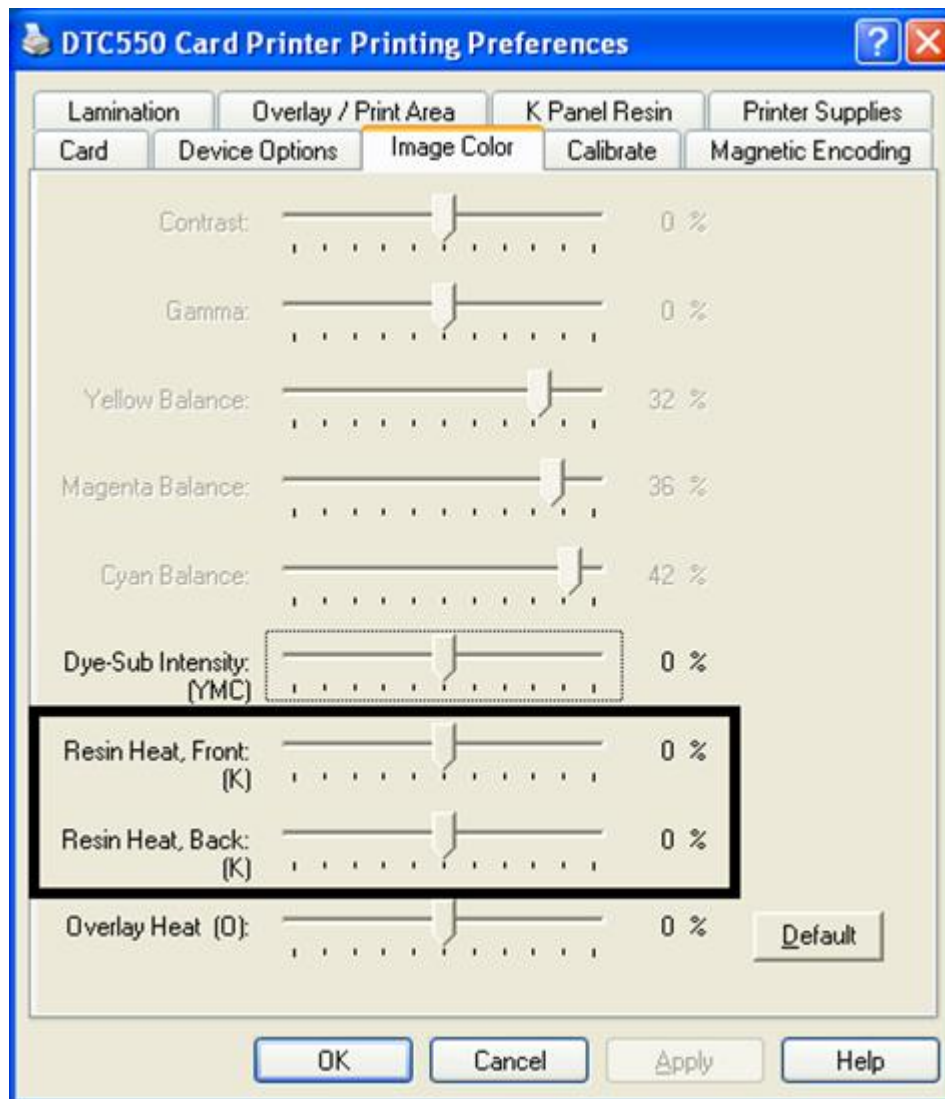 DTC550 Card Printer Printing Preferences
Lamination Overlay / Print Area K Panel Resin Printer Supplies
Card Device Options Image Color Calibrate Magnetic Encoding
Contrast: 0 %
Gamma: 0 %
Yellow Balance: 32 %
Magenta Balance: 36 %
Cyan Balance: 42 %
Dye-Sub Intensity: 0 %
(YMC)
Resin Heat, Front: 0 %
(K)
Resin Heat, Back: 0 %
(K)
Overlay Heat (O): 0 %
Default
OK Cancel Apply Help